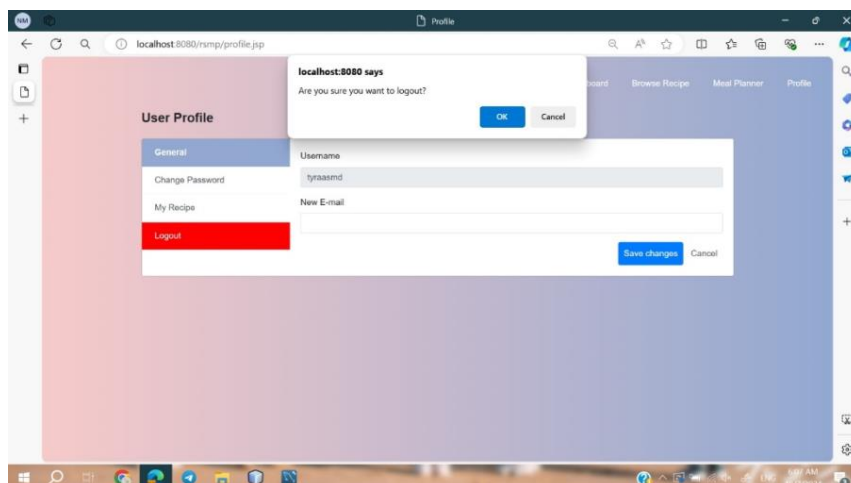 NM
Profile
localhost:8080/rsmp/profile.jsp
localhost:8080 says
Are you sure you want to logout?
OK
Cancel
Browse Recipe
Meal Planner
Profile
User Profile
General
Change Password
My Recipe
Logout
Username
tyraasmd
New E-mail
Save changes
Cancel
ENG